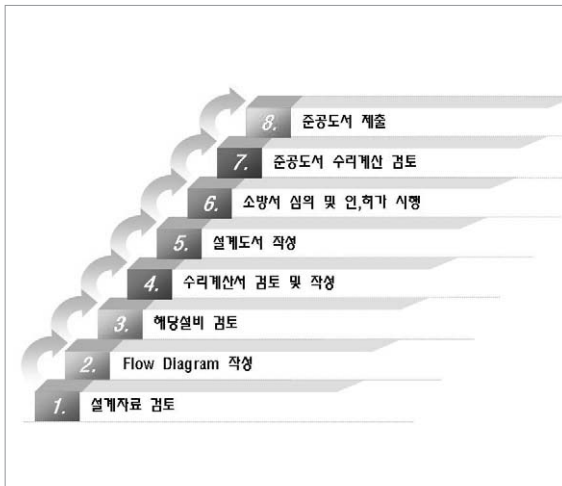 8. 준공도서 제출
7. 준공도서 수리계산 검토
6. 소방서 심의 및 인,허가 시행
5. 설계도서 작성
4. 수리계산서 검토 및 작성
3. 해당설비 검토
2. Flow Diagram 작성
1. 설계자료 검토